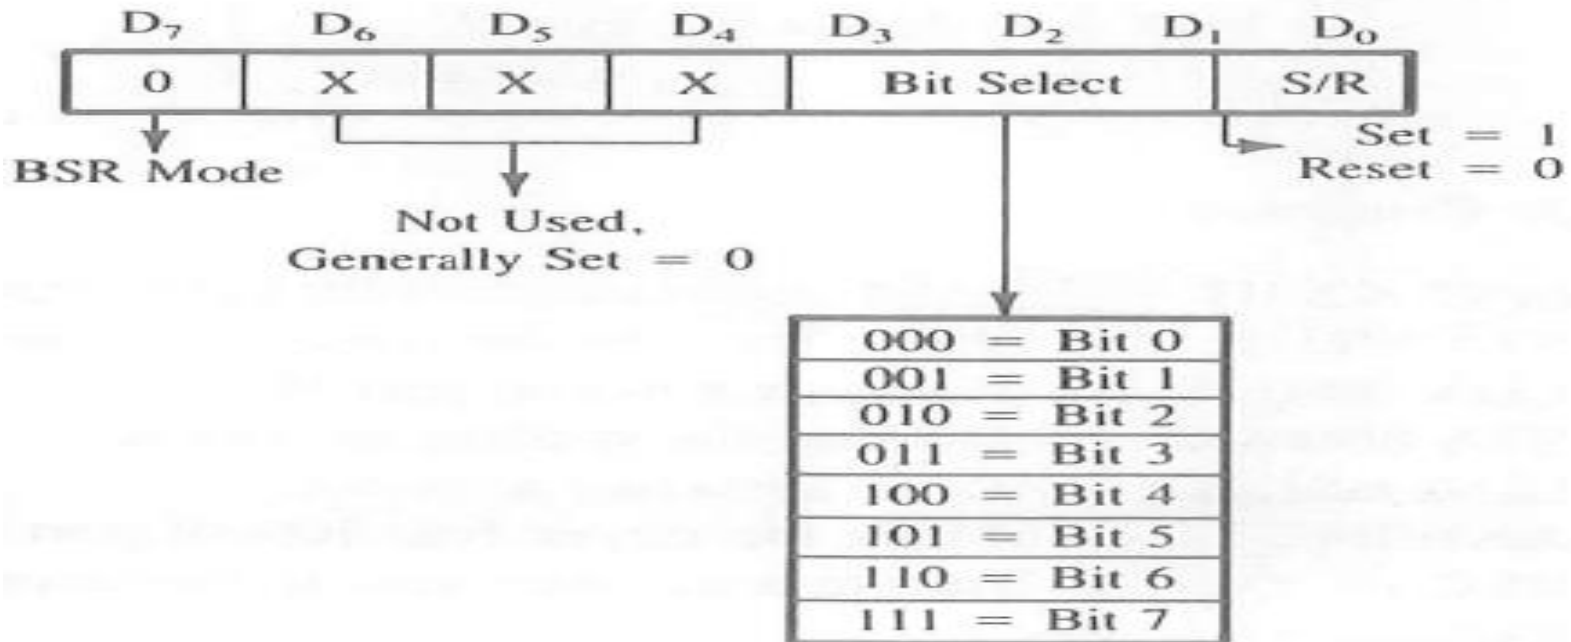 D₇ D₆ D₅ D₄ D₃ D₂ D₁ D₀
0 X X X Bit Select S/R
Set = 1
BSR Mode
Reset = 0
Not Used,
Generally Set = 0
000 = Bit 0
001 = Bit 1
010 = Bit 2
011 = Bit 3
100 = Bit 4
101 = Bit 5
110 = Bit 6
111 = Bit 7